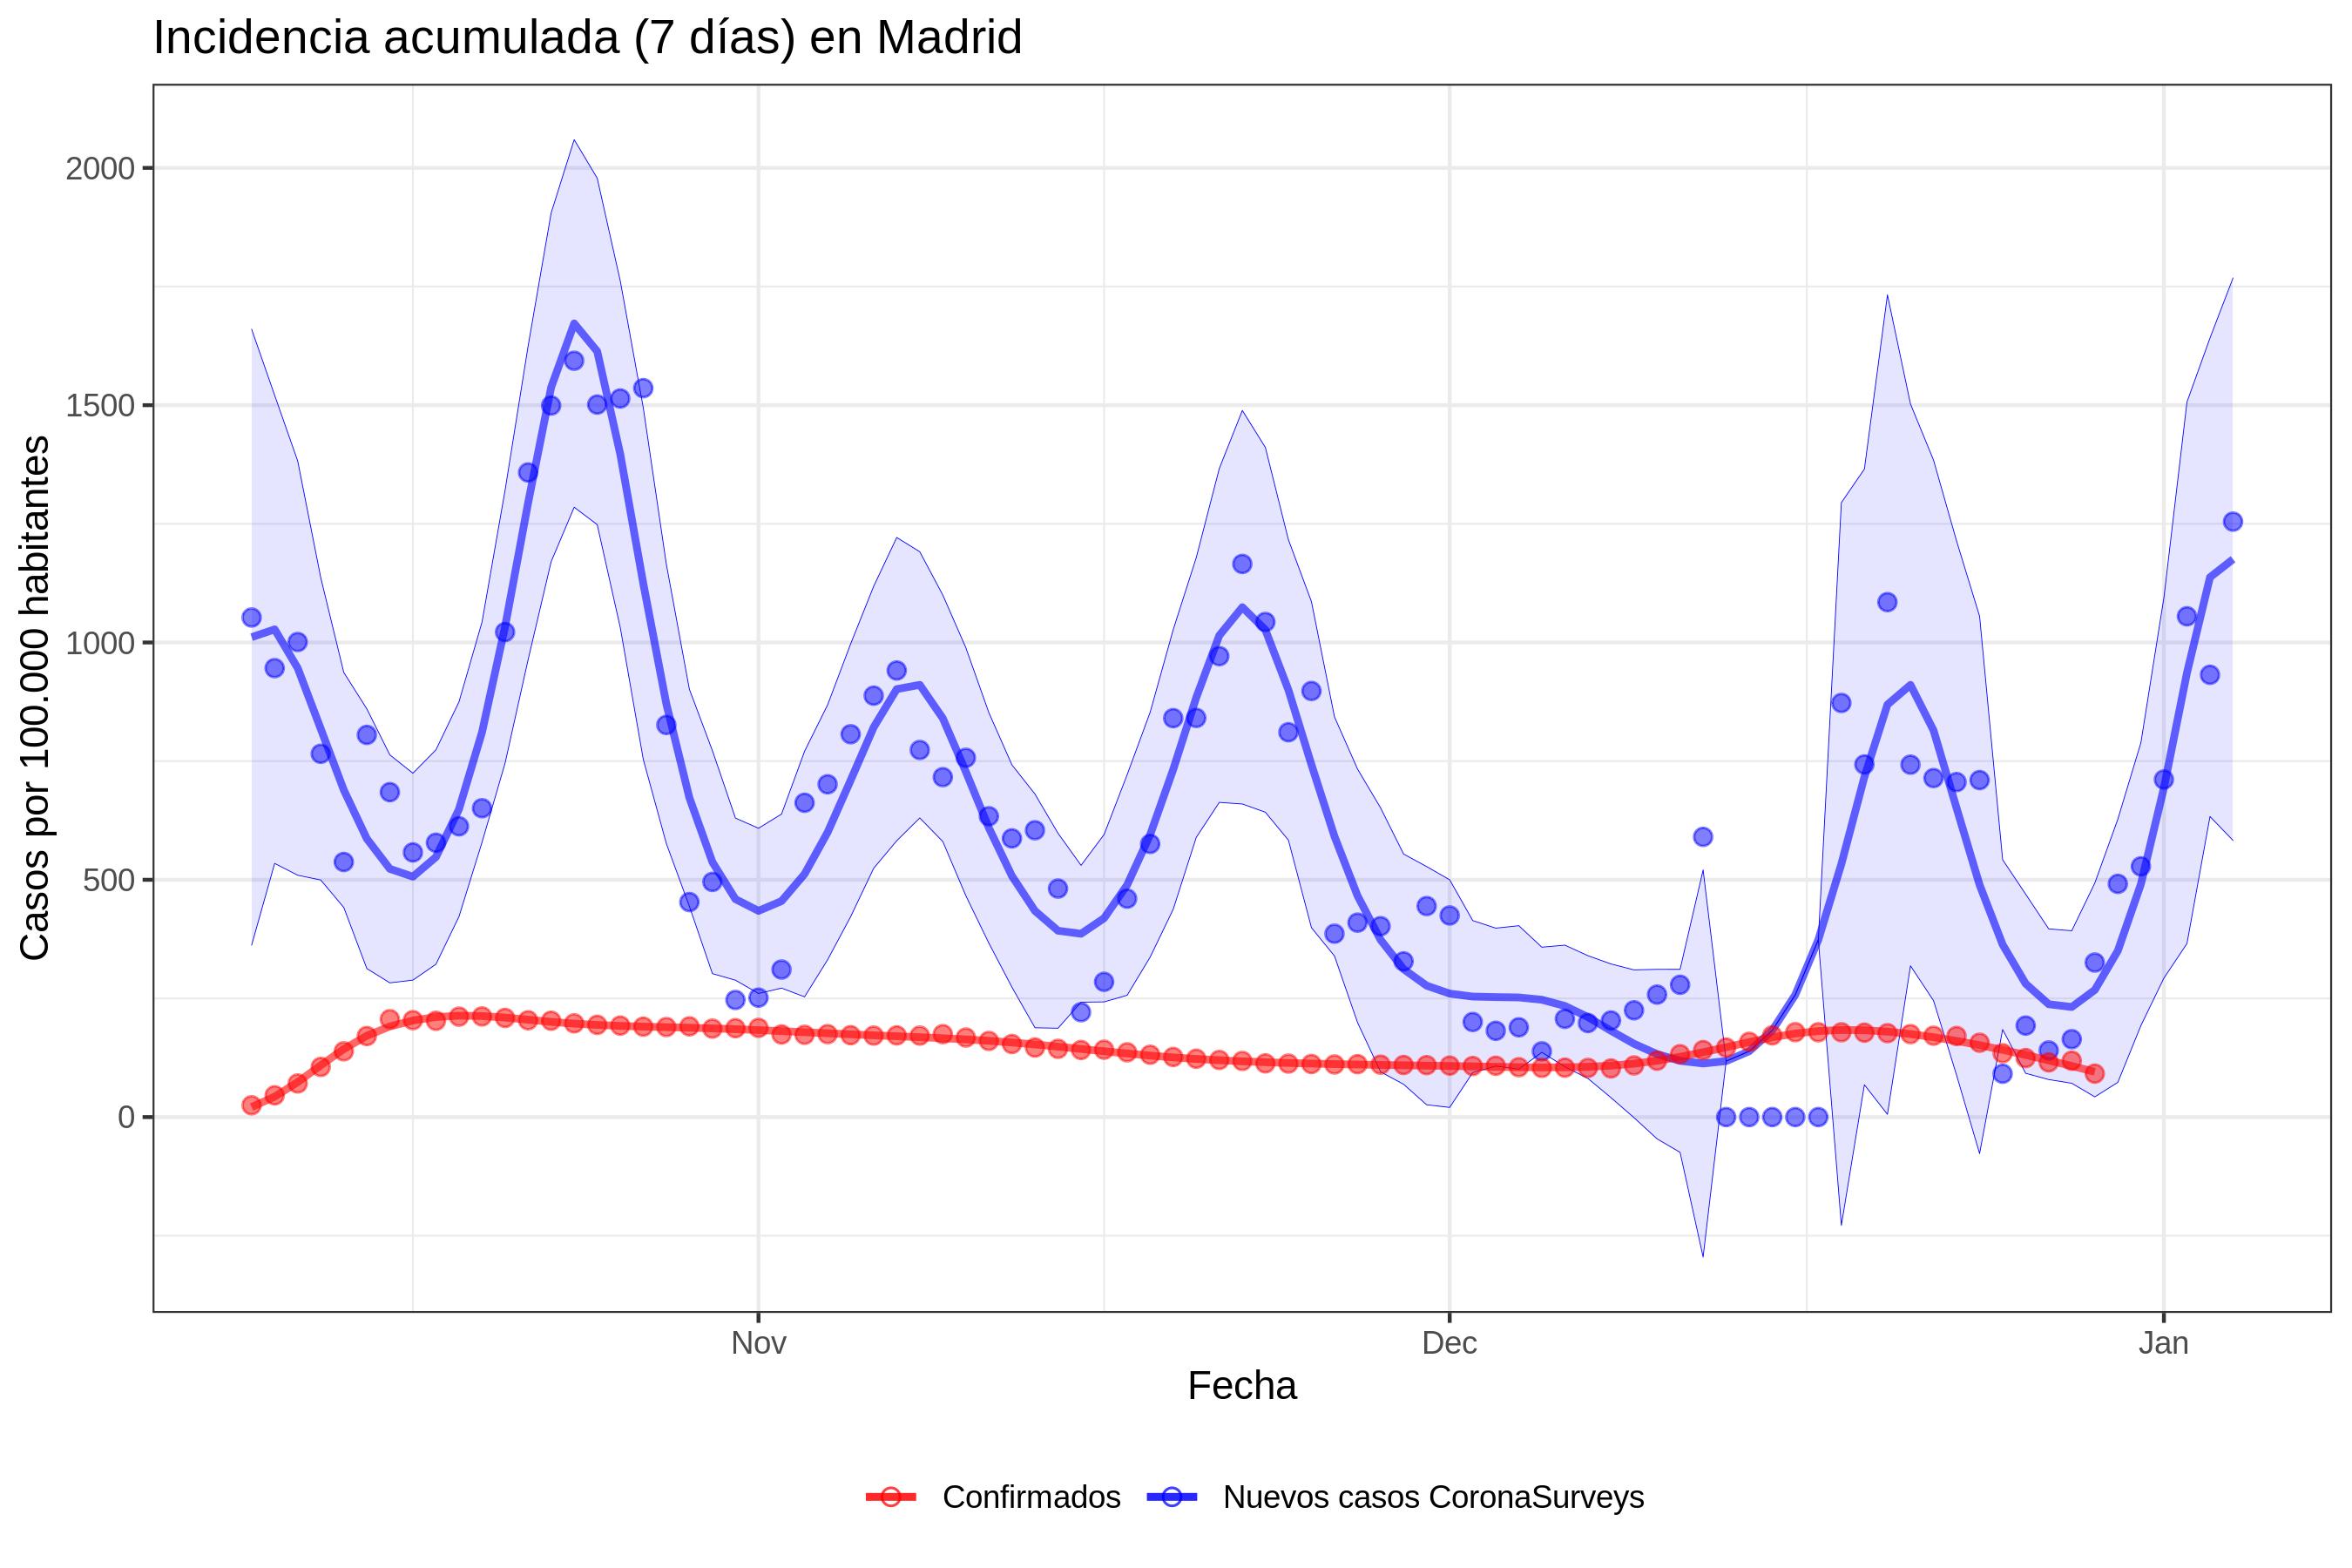 Incidencia acumulada (7 días) en Madrid
Casos por 100.000 habitantes
2000
1500
1000
500
0
Nov
Dec
Jan
Fecha
Confirmados
Nuevos casos CoronaSurveys